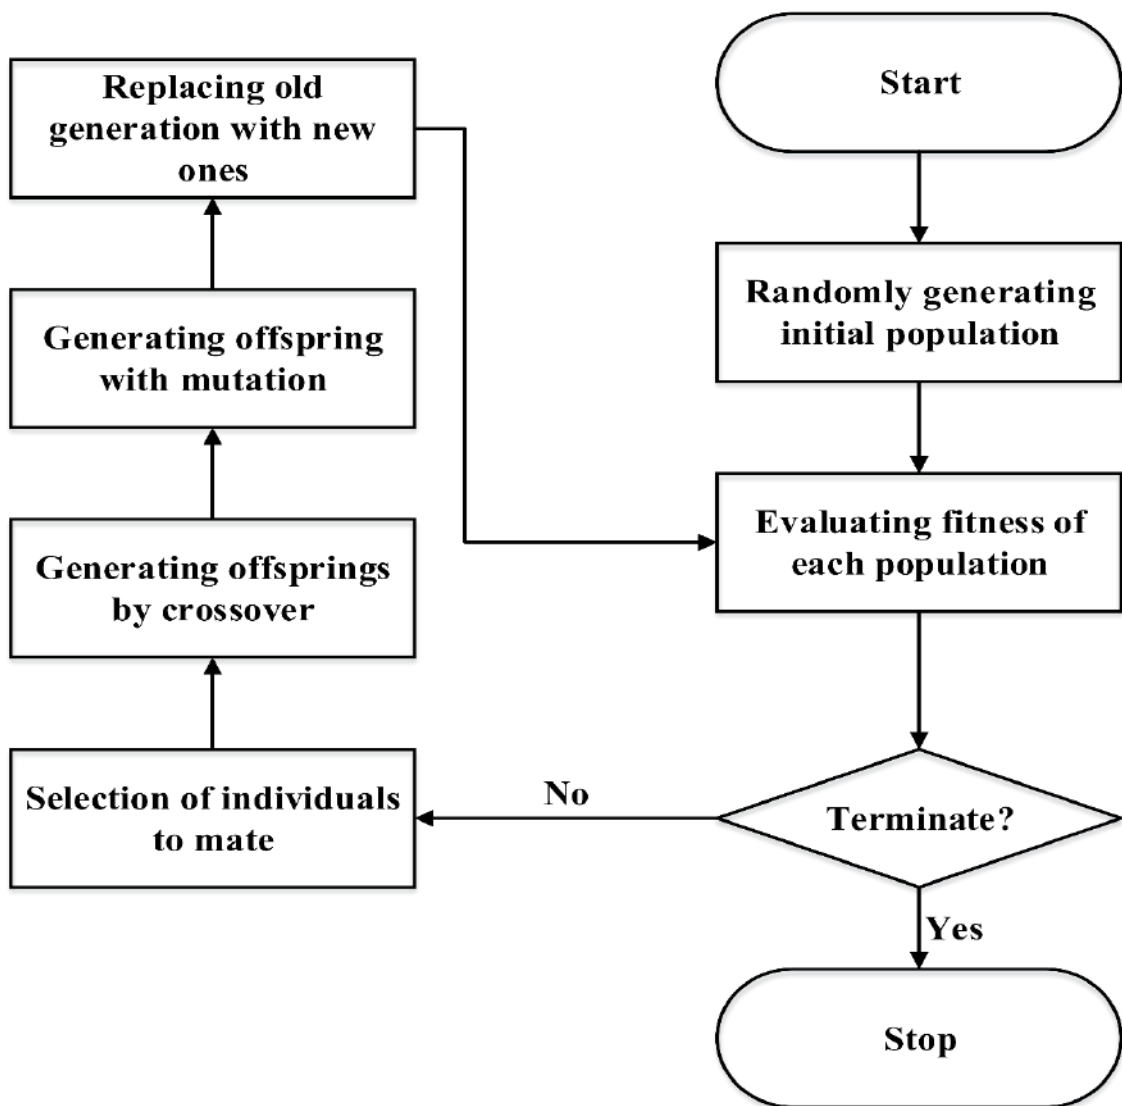 Start
Randomly generating
initial population
Evaluating fitness of
each population
Terminate?
Yes
Stop
No
Selection of individuals
to mate
Generating offsprings
by crossover
Generating offspring
with mutation
Replacing old
generation with new
ones